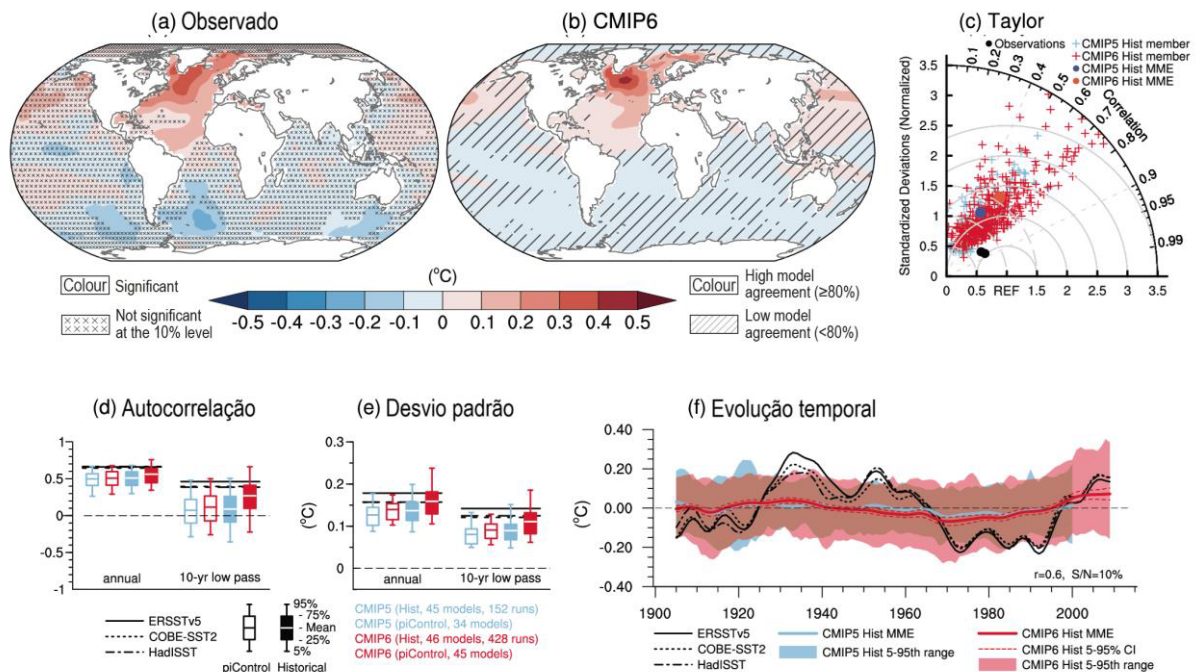 (a) Observado
(b) CMIP6
(c) Taylor
Observations
CMIP5 Hist member
CMIP6 Hist member
CMIP5 Hist MME
CMIP6 Hist MME
0.1 0.2 0.3 0.4 0.5 0.6 0.7 0.8 0.9 0.95 0.99
Correlation
Standardized Deviations (Normalized)
3.5
3
2.5
2
1.5
1
0.5
0
0 0.5 REF 1.5 2 2.5 3 3.5
(°C)
Colour Significant
Not significant
at the 10% level
-0.5 -0.4 -0.3 -0.2 -0.1 0 0.1 0.2 0.3 0.4 0.5
Colour High model
agreement (≥80%)
Low model
agreement (<80%)
(d) Autocorrelação
1
0.5
0
-0.5
-1
annual 10-yr low pass
ERSSTv5
COBE-SST2
HadISST
95%
- 75%
- Mean
- 25%
5%
piControl Historical
(e) Desvio padrão
(°C)
0.3
0.2
0.1
0
annual 10-yr low pass
CMIP5 (Hist, 45 models, 152 runs)
CMIP5 (piControl, 34 models)
CMIP6 (Hist, 46 models, 428 runs)
CMIP6 (piControl, 45 models)
(f) Evolução temporal
(°C)
0.40
0.20
0.00
-0.20
-0.40
r=0.6, S/N=10%
1900 1920 1940 1960 1980 2000
ERSSTv5
COBE-SST2
HadISST
CMIP5 Hist MME
CMIP5 Hist 5-95th range
CMIP6 Hist MME
CMIP6 Hist 5-95% CI
CMIP6 Hist 5-95th range